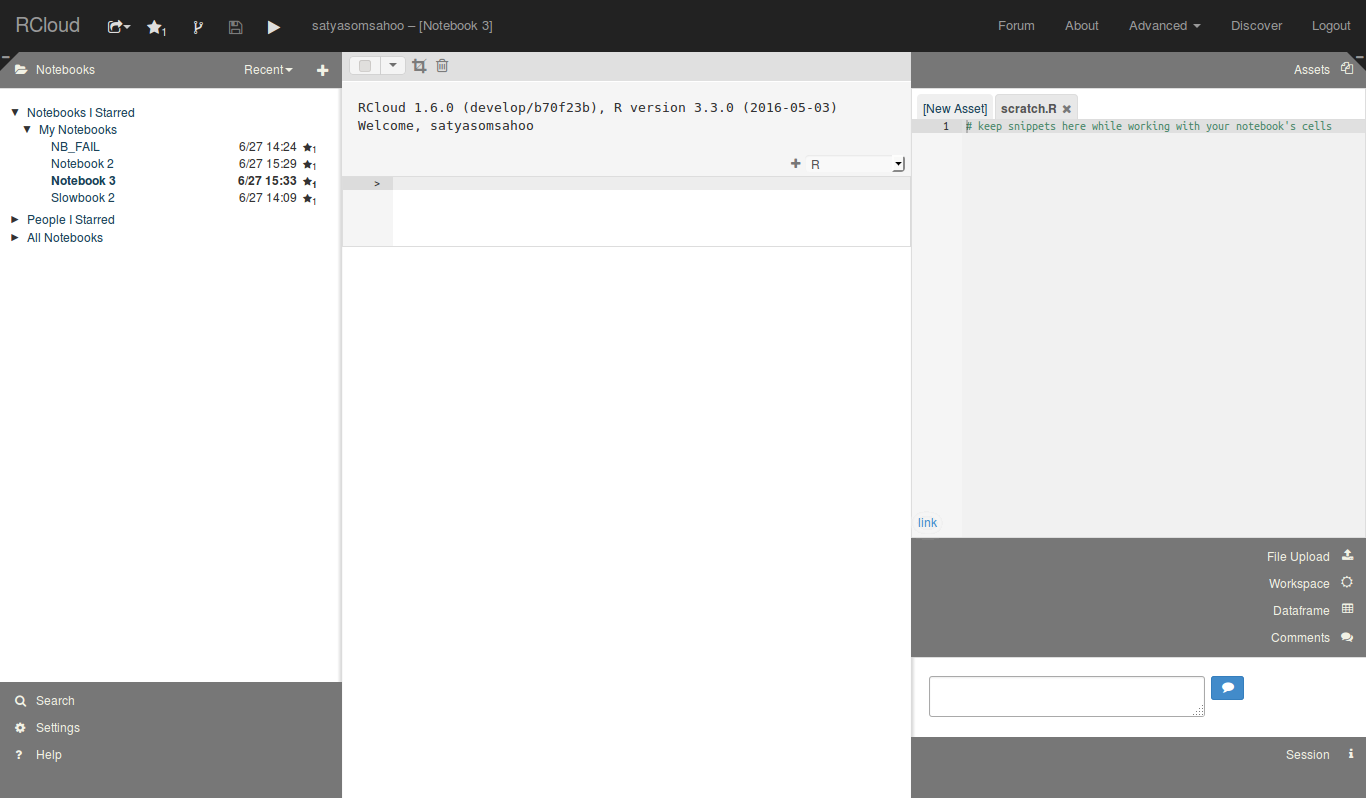 RCloud
1
satyasomsahoo – [Notebook 3]
Forum
About
Advanced
Discover
Logout
Notebooks
Recent
Notebooks I Starred
My Notebooks
NB_FAIL 6/27 14:24 1
Notebook 2 6/27 15:29 1
Notebook 3 6/27 15:33 1
Slowbook 2 6/27 14:09 1
People I Starred
All Notebooks
Search
Settings
? Help
RCloud 1.6.0 (develop/b70f23b), R version 3.3.0 (2016-05-03)
Welcome, satyasomsahoo
R
>
Assets
[New Asset] scratch.R
1 # keep snippets here while working with your notebook's cells
link
File Upload
Workspace
Dataframe
Comments
Session